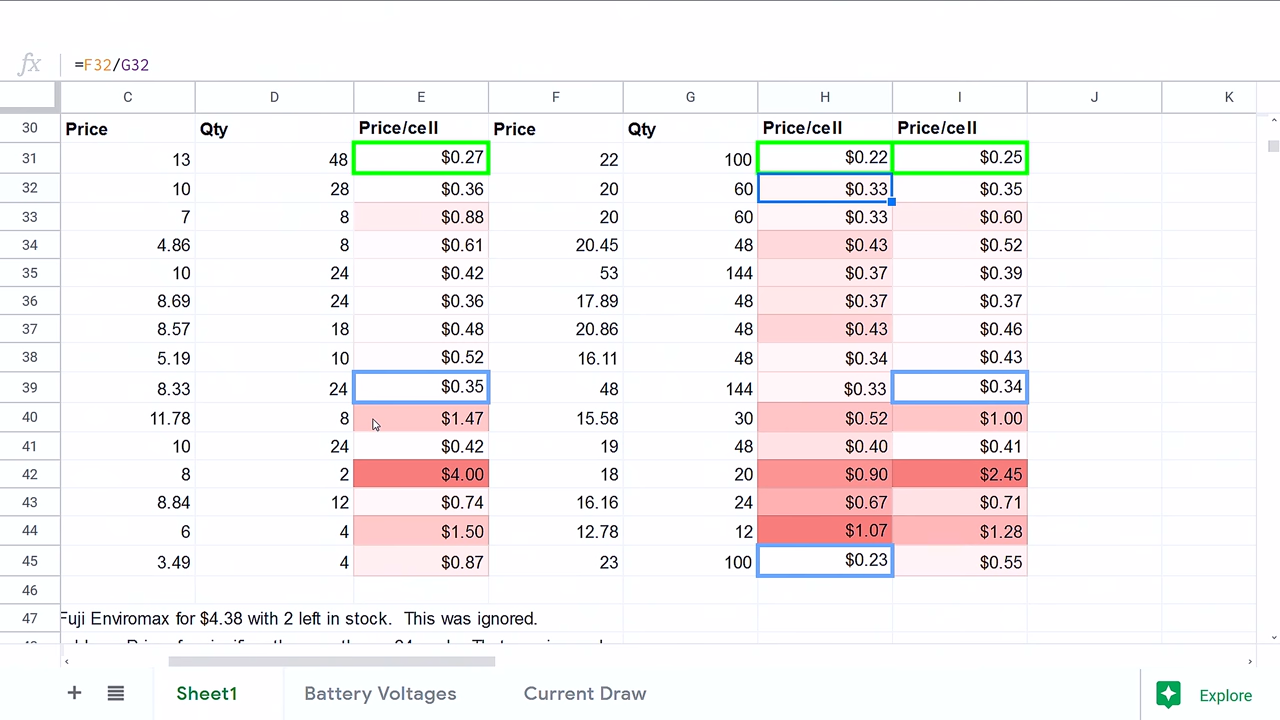 fx =F32/G32
C D E F G H I J K
30 Price Qty Price/cell Price Qty Price/cell Price/cell
31 13 48 $0.27 22 100 $0.22 $0.25
32 10 28 $0.36 20 60 $0.33 $0.35
33 7 8 $0.88 20 60 $0.33 $0.60
34 4.86 8 $0.61 20.45 48 $0.43 $0.52
35 10 24 $0.42 53 144 $0.37 $0.39
36 8.69 24 $0.36 17.89 48 $0.37 $0.37
37 8.57 18 $0.48 20.86 48 $0.43 $0.46
38 5.19 10 $0.52 16.11 48 $0.34 $0.43
39 8.33 24 $0.35 48 144 $0.33 $0.34
40 11.78 8 $1.47 15.58 30 $0.52 $1.00
41 10 24 $0.42 19 48 $0.40 $0.41
42 8 2 $4.00 18 20 $0.90 $2.45
43 8.84 12 $0.74 16.16 24 $0.67 $0.71
44 6 4 $1.50 12.78 12 $1.07 $1.28
45 3.49 4 $0.87 23 100 $0.23 $0.55
46
47 Fuji Enviromax for $4.38 with 2 left in stock. This was ignored.
Sheet1 Battery Voltages Current Draw Explore